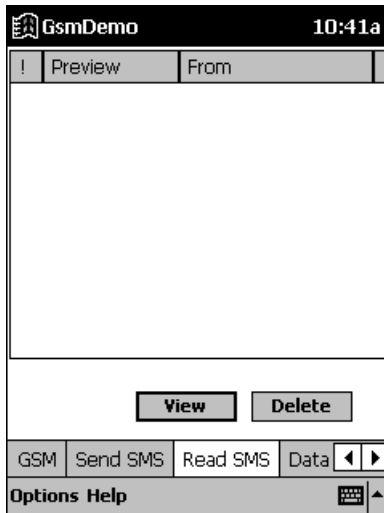 GsmDemo 10:41a
! Preview From
View Delete
GSM Send SMS Read SMS Data
Options Help